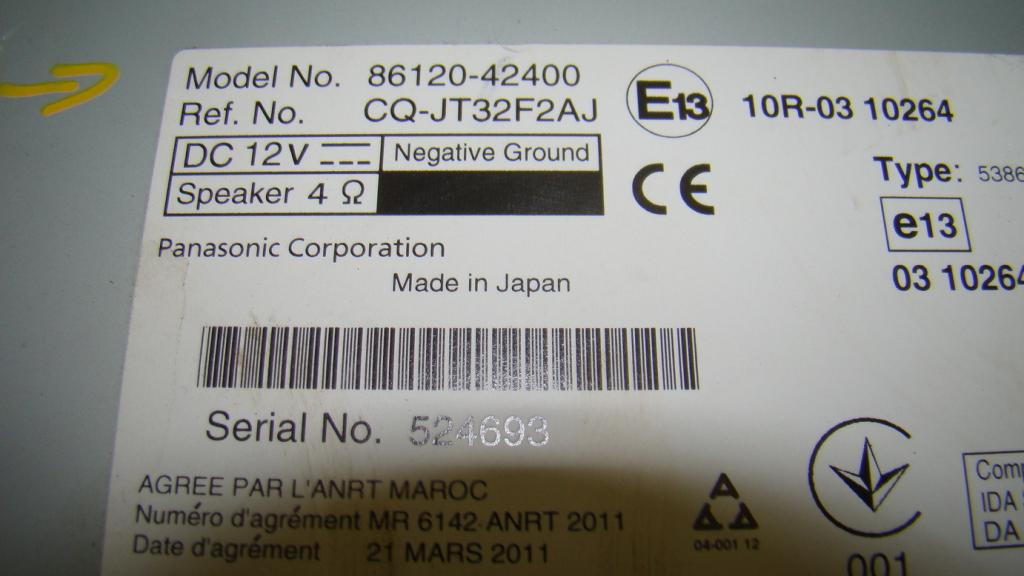 Model No. 86120-42400
Ref. No. CQ-JT32F2AJ
E13 10R-03 10264
DC 12V Negative Ground
Speaker 4 Ω
CE
Type: 5386
e13
03 10264
Panasonic Corporation
Made in Japan
Serial No. 524693
AGREE PAR L'ANRT MAROC
Numéro d'agrément MR 6142 ANRT 2011
Date d'agrément 21 MARS 2011
04-001 12
001
IDA
DA